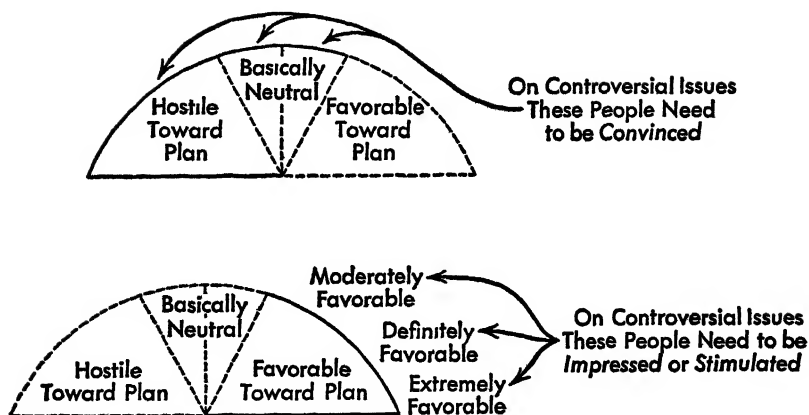 Basically
Neutral
Hostile
Toward
Plan
Favorable
Toward
Plan
On Controversial Issues
These People Need
to be Convinced
Basically
Neutral
Hostile
Toward Plan
Favorable
Toward Plan
Moderately
Favorable
Definitely
Favorable
Extremely
Favorable
On Controversial Issues
These People Need to be
Impressed or Stimulated